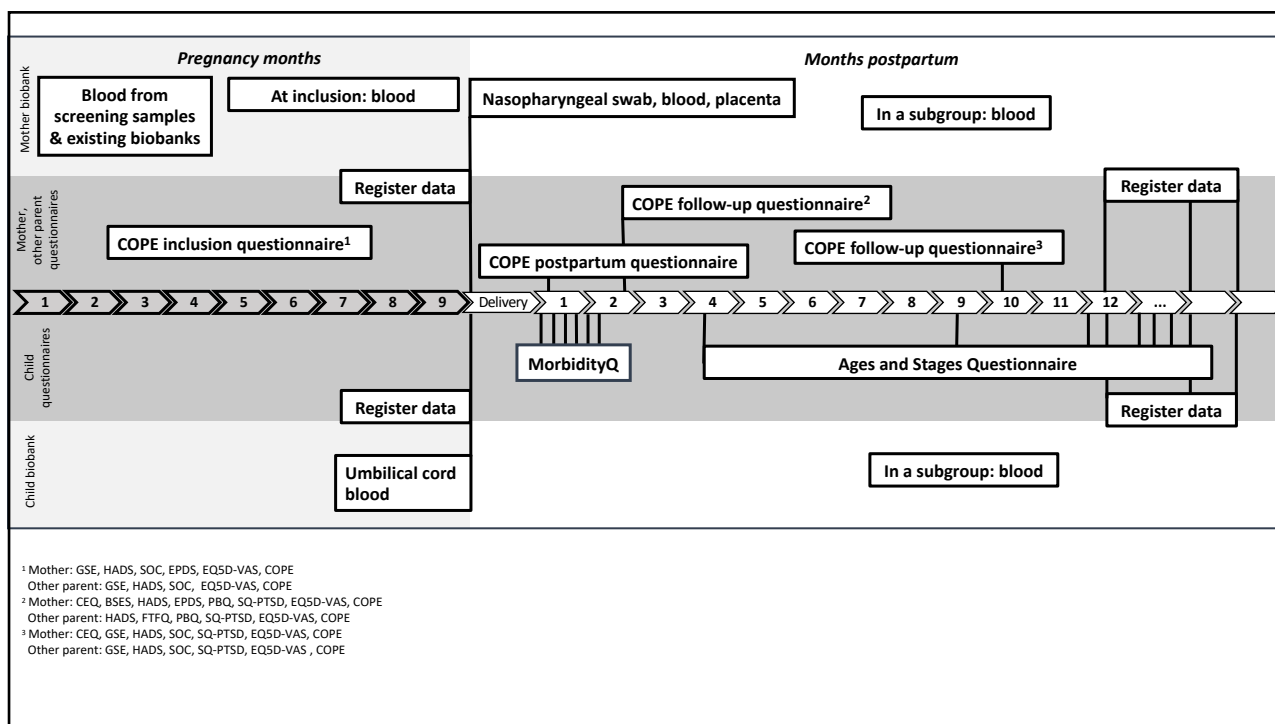 Pregnancy months
Months postpartum
Mother biobank
Blood from
screening samples
& existing biobanks
At inclusion: blood
Nasopharyngeal swab, blood, placenta
In a subgroup: blood
Mother,
other parent
questionnaires
Register data
Register data
COPE follow-up questionnaire²
COPE inclusion questionnaire¹
COPE follow-up questionnaire³
COPE postpartum questionnaire
1 2 3 4 5 6 7 8 9 Delivery 1 2 3 4 5 6 7 8 9 10 11 12 ...
Child
questionnaires
MorbidityQ
Ages and Stages Questionnaire
Register data
Register data
Child biobank
Umbilical cord
blood
In a subgroup: blood
¹ Mother: GSE, HADS, SOC, EPDS, EQ5D-VAS, COPE
Other parent: GSE, HADS, SOC, EQ5D-VAS, COPE
² Mother: CEQ, BSES, HADS, EPDS, PBQ, SQ-PTSD, EQ5D-VAS, COPE
Other parent: HADS, FTFQ, PBQ, SQ-PTSD, EQ5D-VAS, COPE
³ Mother: CEQ, GSE, HADS, SOC, SQ-PTSD, EQ5D-VAS, COPE
Other parent: GSE, HADS, SOC, SQ-PTSD, EQ5D-VAS , COPE